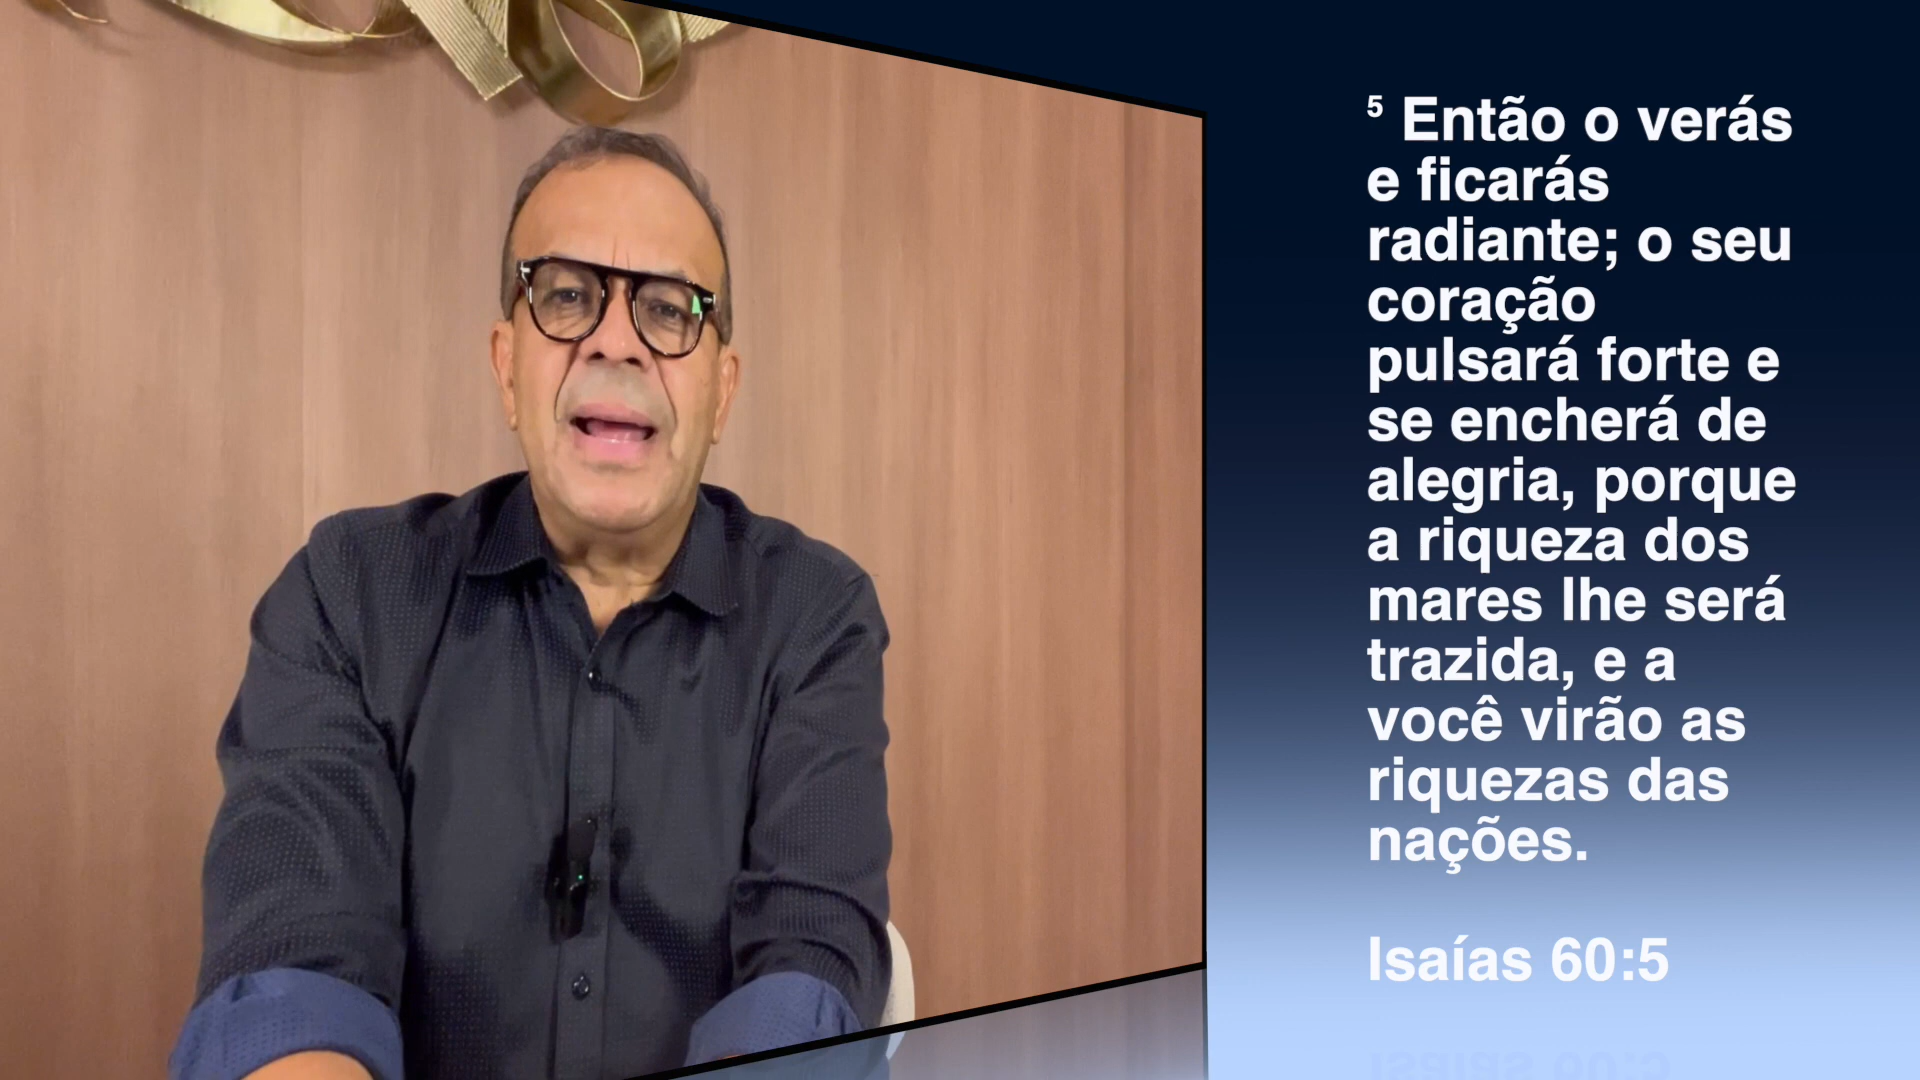 5 Então o verás
e ficarás
radiante; o seu
coração
pulsará forte e
se encherá de
alegria, porque
a riqueza dos
mares lhe será
trazida, e a
você virão as
riquezas das
nações.
Isaías 60:5